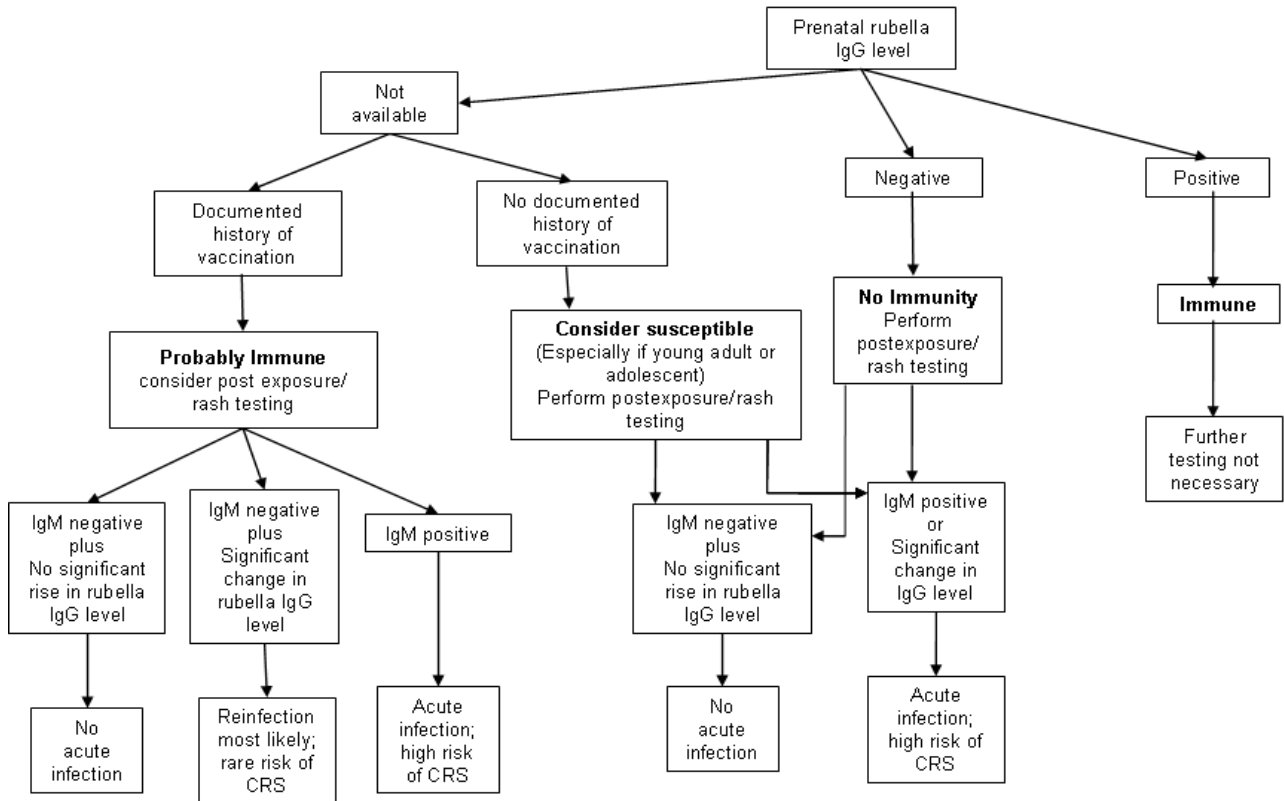 Prenatal rubella
IgG level
Not
available
Negative
Positive
Documented
history of
vaccination
No documented
history of
vaccination
Probably Immune
consider post exposure/
rash testing
Consider susceptible
(Especially if young adult or
adolescent)
Perform postexposure/rash
testing
No Immunity
Perform
postexposure/
rash testing
Immune
Further
testing not
necessary
IgM negative
plus
No significant
rise in rubella
IgG level
IgM negative
plus
Significant
change in
rubella IgG
level
IgM positive
IgM negative
plus
No significant
rise in rubella
IgG level
IgM positive
or
Significant
change in
IgG level
No
acute
infection
Reinfection
most likely;
rare risk of
CRS
Acute
infection;
high risk
of CRS
No
acute
infection
Acute
infection;
high risk of
CRS